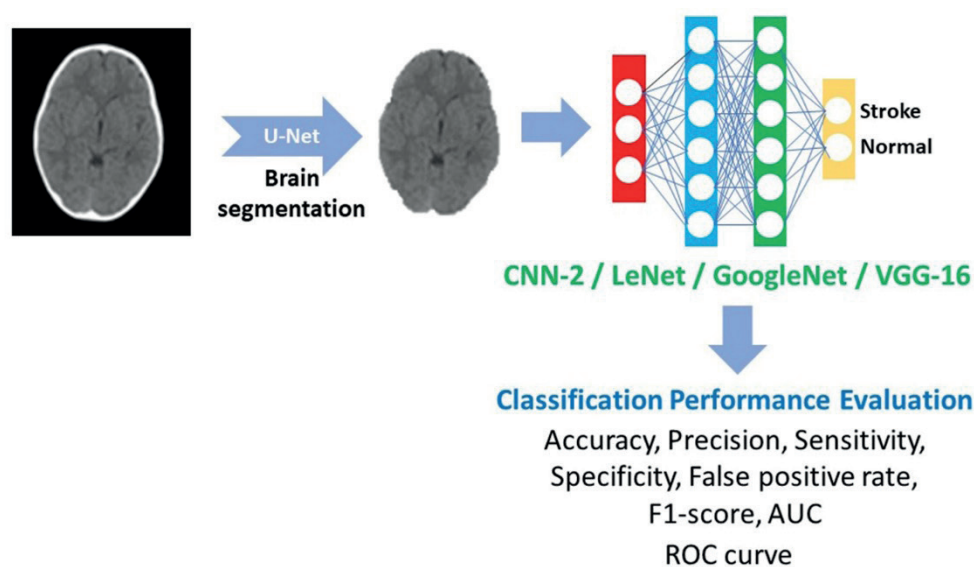 U-Net
Brain
segmentation
Stroke
Normal
CNN-2 / LeNet / GoogleNet / VGG-16
Classification Performance Evaluation
Accuracy, Precision, Sensitivity,
Specificity, False positive rate,
F1-score, AUC
ROC curve